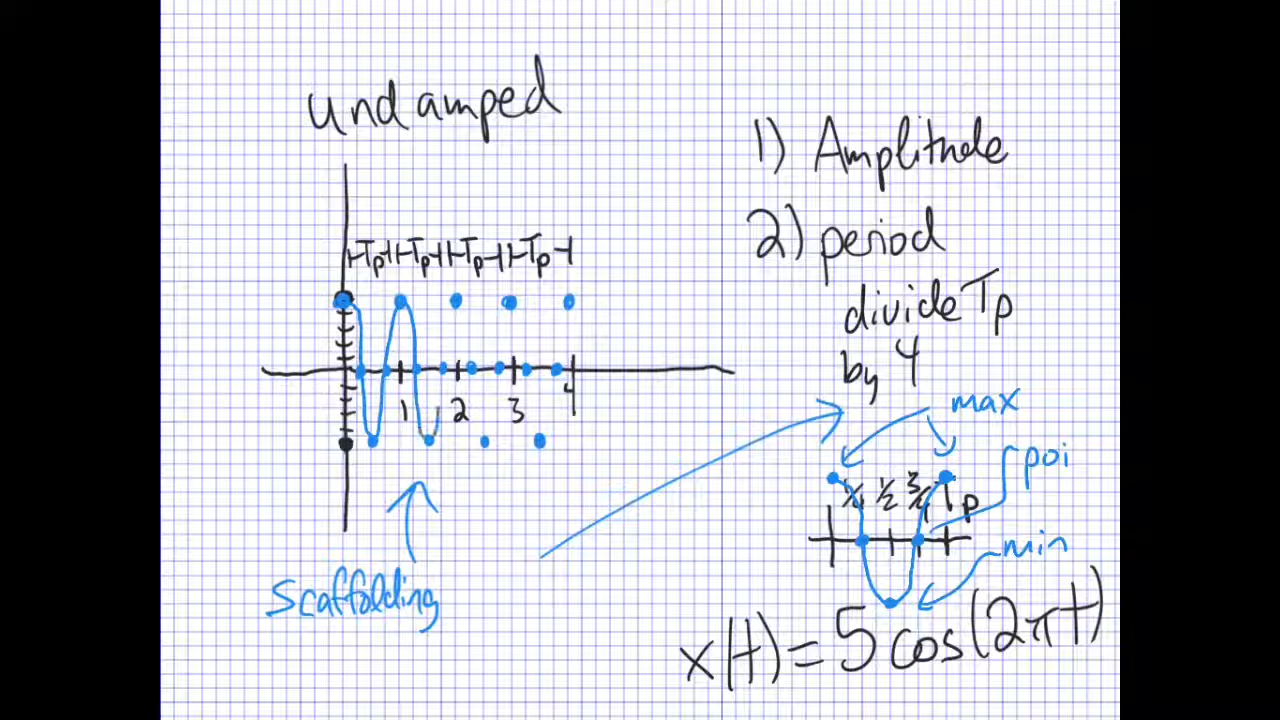 undamped
1) Amplitude
2) period
divide Tp
by 4
Tp Tp Tp Tp
1 2 3 4
max
poi
1/4 1/2 3/4 Tp
min
Scaffolding
x(t) = 5 cos(2πt)